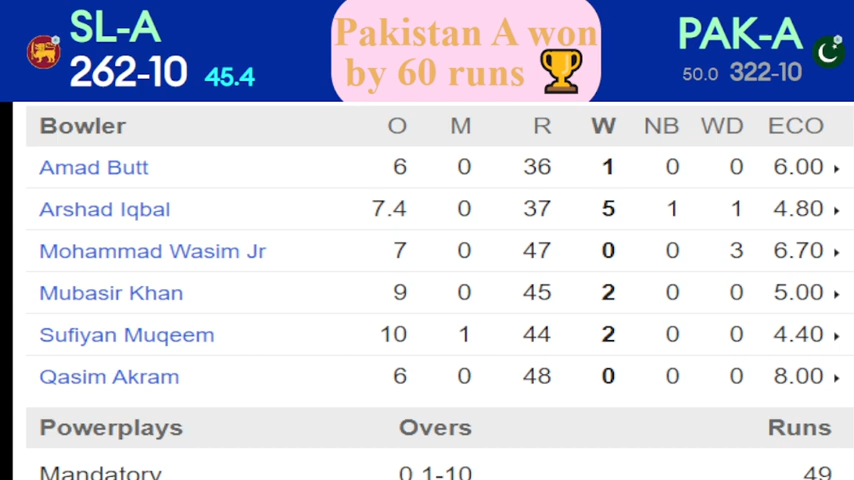 SL-A
262-10 45.4
Pakistan A won
by 60 runs
PAK-A
50.0 322-10
Bowler O M R W NB WD ECO
Amad Butt 6 0 36 1 0 0 6.00
Arshad Iqbal 7.4 0 37 5 1 1 4.80
Mohammad Wasim Jr 7 0 47 0 0 3 6.70
Mubasir Khan 9 0 45 2 0 0 5.00
Sufiyan Muqeem 10 1 44 2 0 0 4.40
Qasim Akram 6 0 48 0 0 0 8.00
Powerplays Overs Runs
Mandatory 0.1-10 49